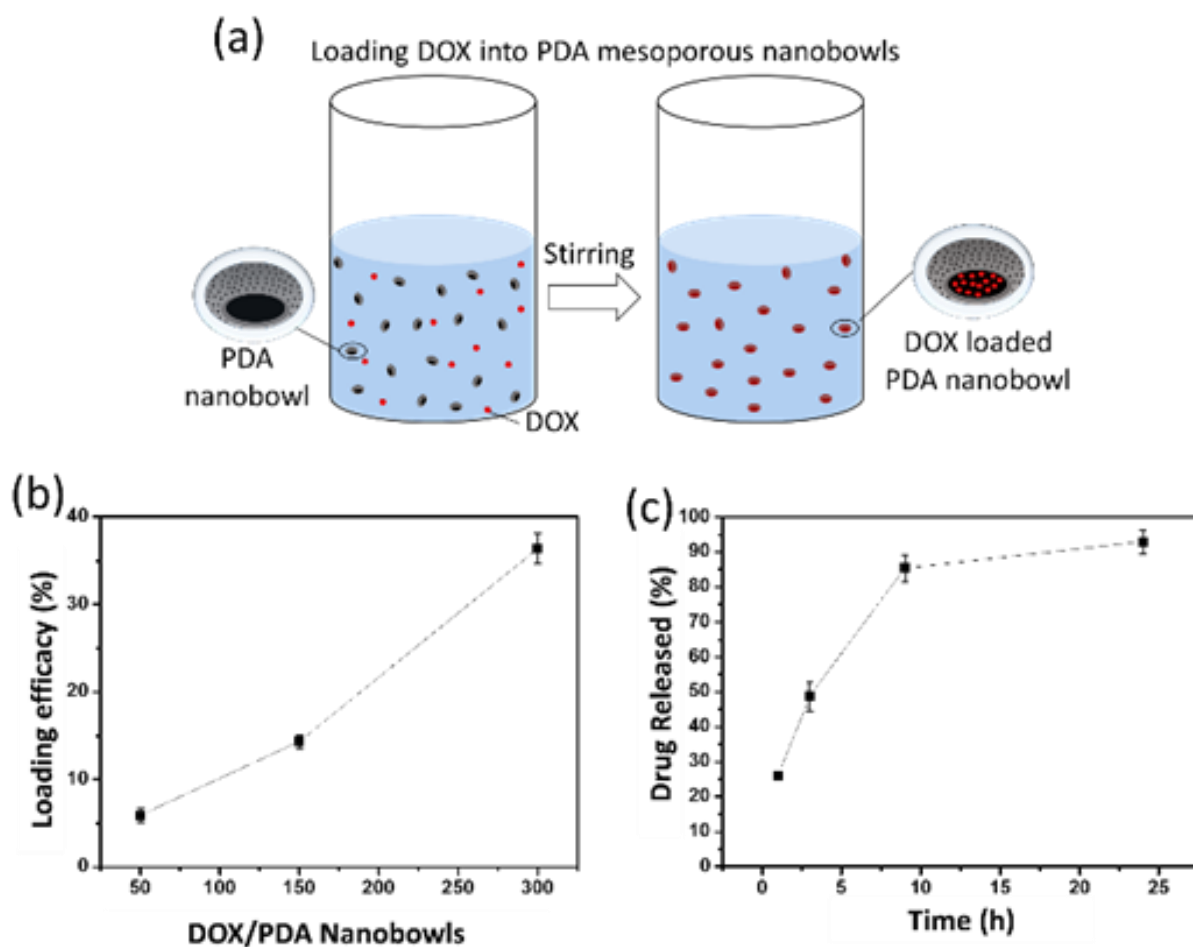 (a)
Loading DOX into PDA mesoporous nanobowls
Stirring
PDA
nanobowl
DOX
DOX loaded
PDA nanobowl
(b)
Loading efficacy (%)
40
30
20
10
0
50 100 150 200 250 300
DOX/PDA Nanobowls
(c)
Drug Released (%)
100
90
80
70
60
50
40
30
20
10
0
0 5 10 15 20 25
Time (h)